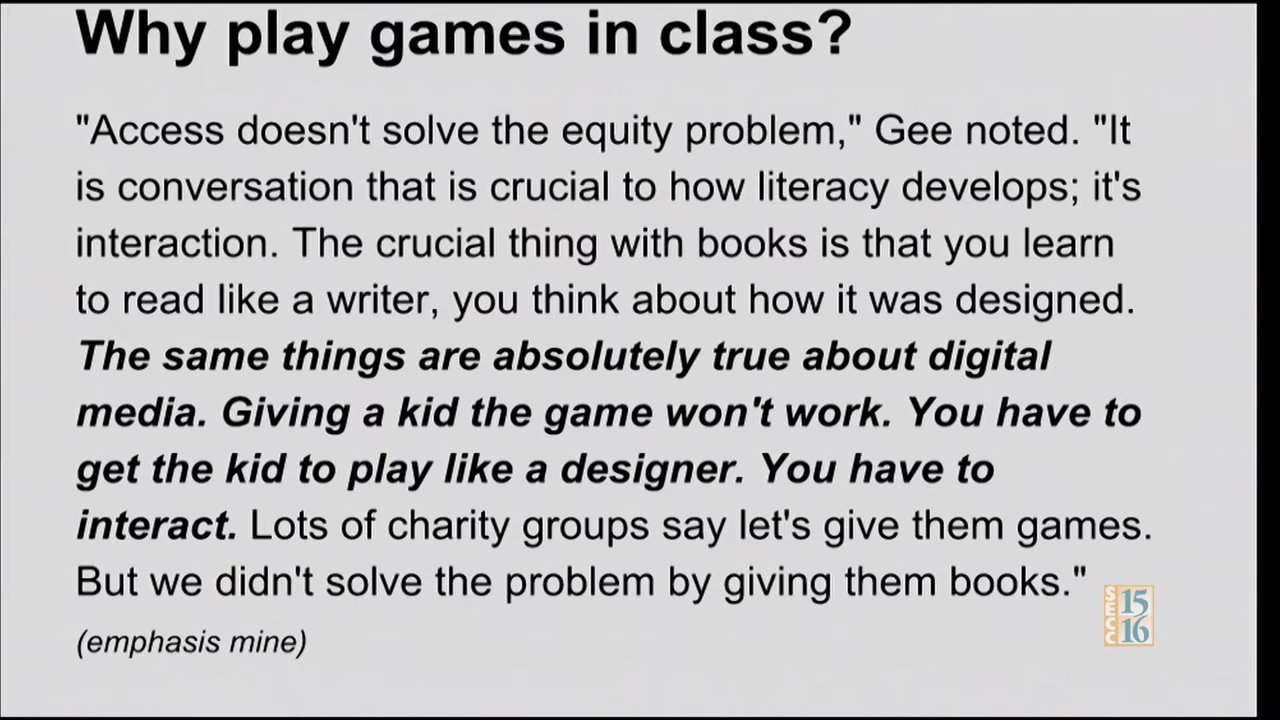 Why play games in class?
"Access doesn't solve the equity problem," Gee noted. "It
is conversation that is crucial to how literacy develops; it's
interaction. The crucial thing with books is that you learn
to read like a writer, you think about how it was designed.
The same things are absolutely true about digital
media. Giving a kid the game won't work. You have to
get the kid to play like a designer. You have to
interact. Lots of charity groups say let's give them games.
But we didn't solve the problem by giving them books."
(emphasis mine)
SECC
15
16